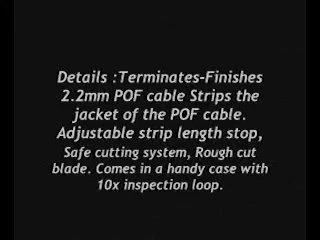 Details :Terminates-Finishes
2.2mm POF cable Strips the
jacket of the POF cable.
Adjustable strip length stop,
Safe cutting system, Rough cut
blade. Comes in a handy case with
10x inspection loop.